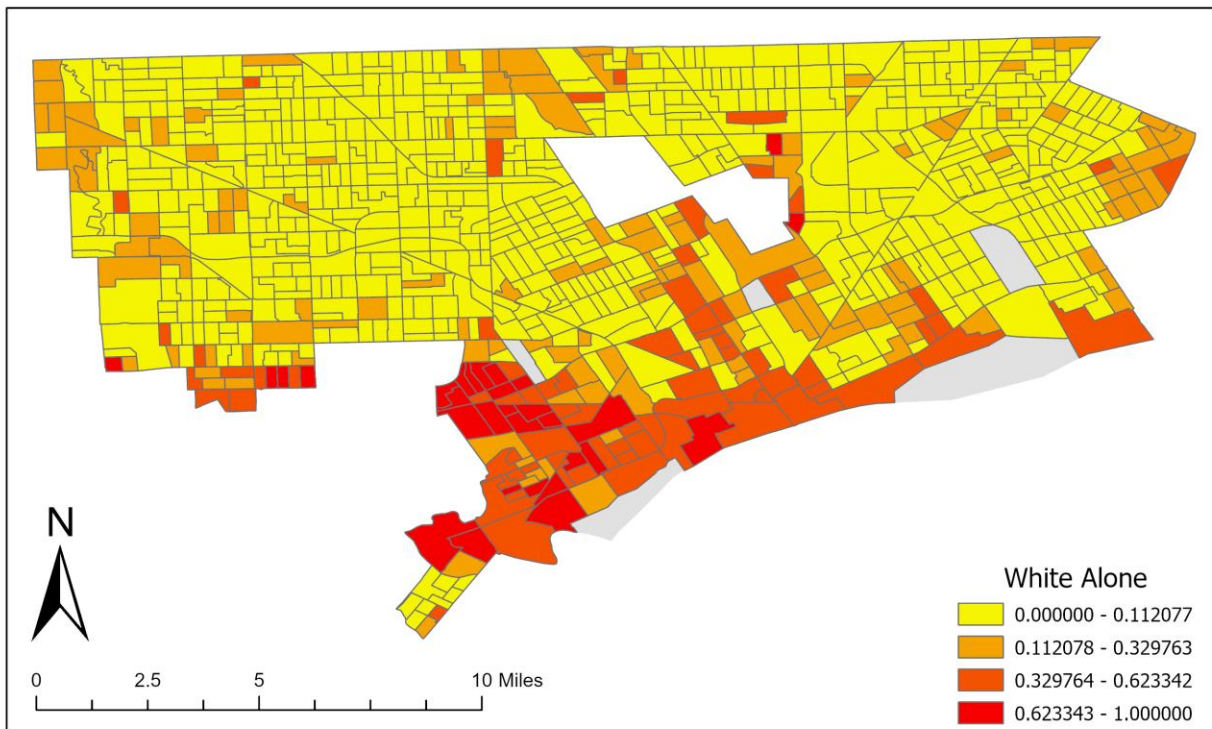 N
0 2.5 5 10 Miles
White Alone
0.000000 - 0.112077
0.112078 - 0.329763
0.329764 - 0.623342
0.623343 - 1.000000